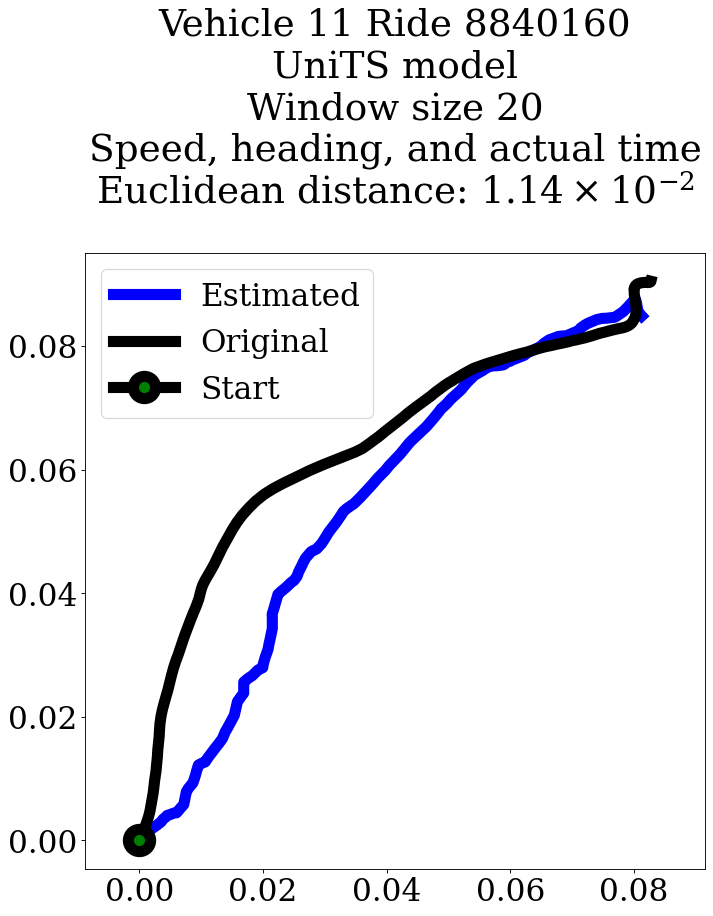 Vehicle 11 Ride 8840160
UniTS model
Window size 20
Speed, heading, and actual time
Euclidean distance: 1.14 × 10⁻²
Estimated
Original
Start
0.08
0.06
0.04
0.02
0.00
0.00 0.02 0.04 0.06 0.08